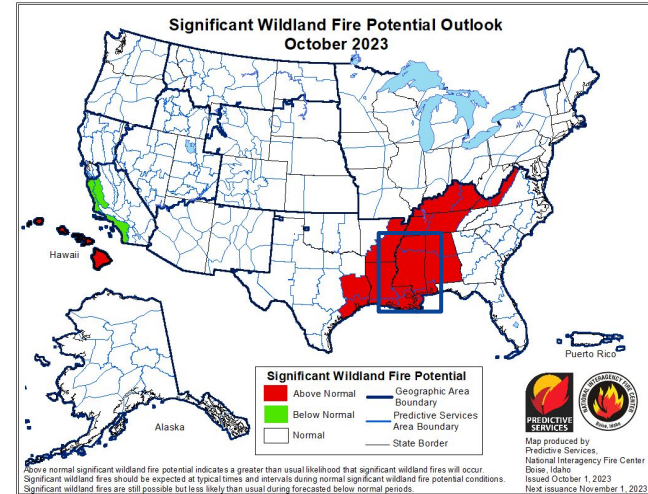 Significant Wildland Fire Potential Outlook
October 2023
Hawaii
Alaska
Puerto Rico
Significant Wildland Fire Potential
Above Normal
Below Normal
Normal
Geographic Area
Boundary
Predictive Services
Area Boundary
State Border
PREDICTIVE
SERVICES
NATIONAL INTERAGENCY FIRE CENTER
Boise, Idaho
Map produced by
Predictive Services,
National Interagency Fire Center
Boise, Idaho
Issued October 1, 2023
Next issuance November 1, 2023
Above normal significant wildland fire potential indicates a greater than usual likelihood that significant wildland fires will occur.
Significant wildland fires should be expected at typical times and intervals during normal significant wildland fire potential conditions.
Significant wildland fires are still possible but less likely than usual during forecasted below normal periods.